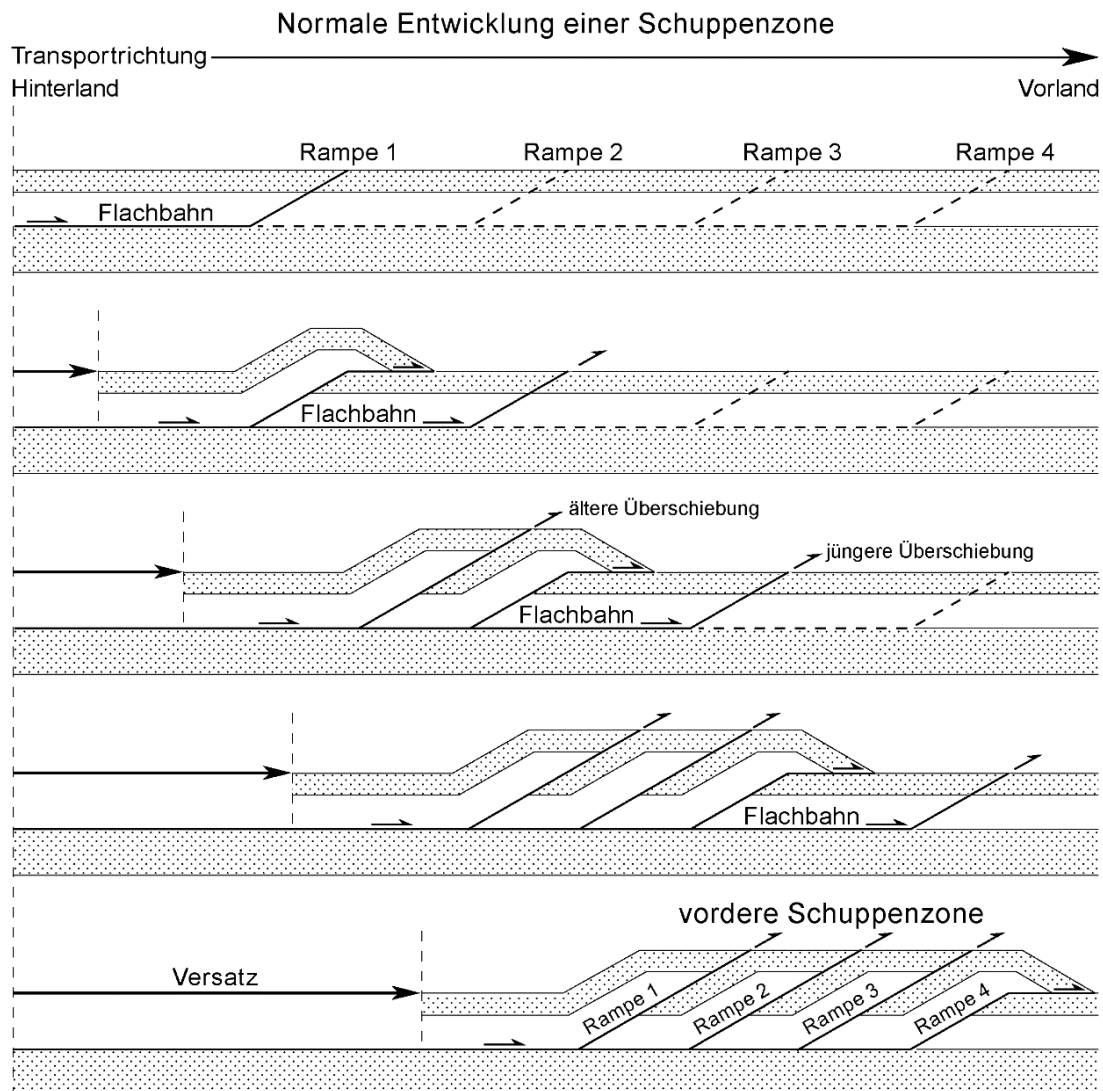 Normale Entwicklung einer Schuppenzone
Transportrichtung
Hinterland
Vorland
Rampe 1
Rampe 2
Rampe 3
Rampe 4
Flachbahn
Flachbahn
ältere Überschiebung
jüngere Überschiebung
Flachbahn
Flachbahn
vordere Schuppenzone
Versatz
Rampe 1
Rampe 2
Rampe 3
Rampe 4